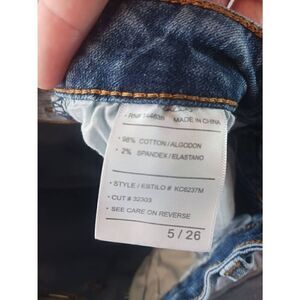 MADE IN CHINA
• 98% COTTON / ALGODON
• 2% SPANDEX / ELASTANO
• STYLE / ESTILO # KC6237M
• CUT # 32303
• SEE CARE ON REVERSE
5 / 26